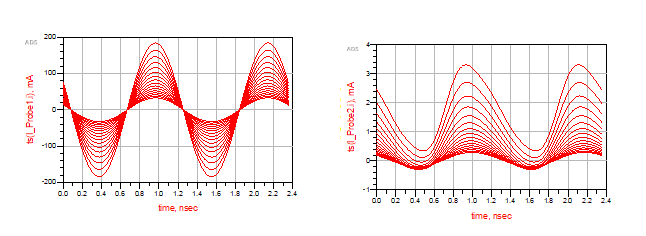 ADS
200
100
0
-100
-200
ts(I_Probe1.i), mA
0.0 0.2 0.4 0.6 0.8 1.0 1.2 1.4 1.6 1.8 2.0 2.2 2.4
time, nsec
ADS
4
3
2
1
0
-1
ts(I_Probe2.i), mA
0.0 0.2 0.4 0.6 0.8 1.0 1.2 1.4 1.6 1.8 2.0 2.2 2.4
time, nsec